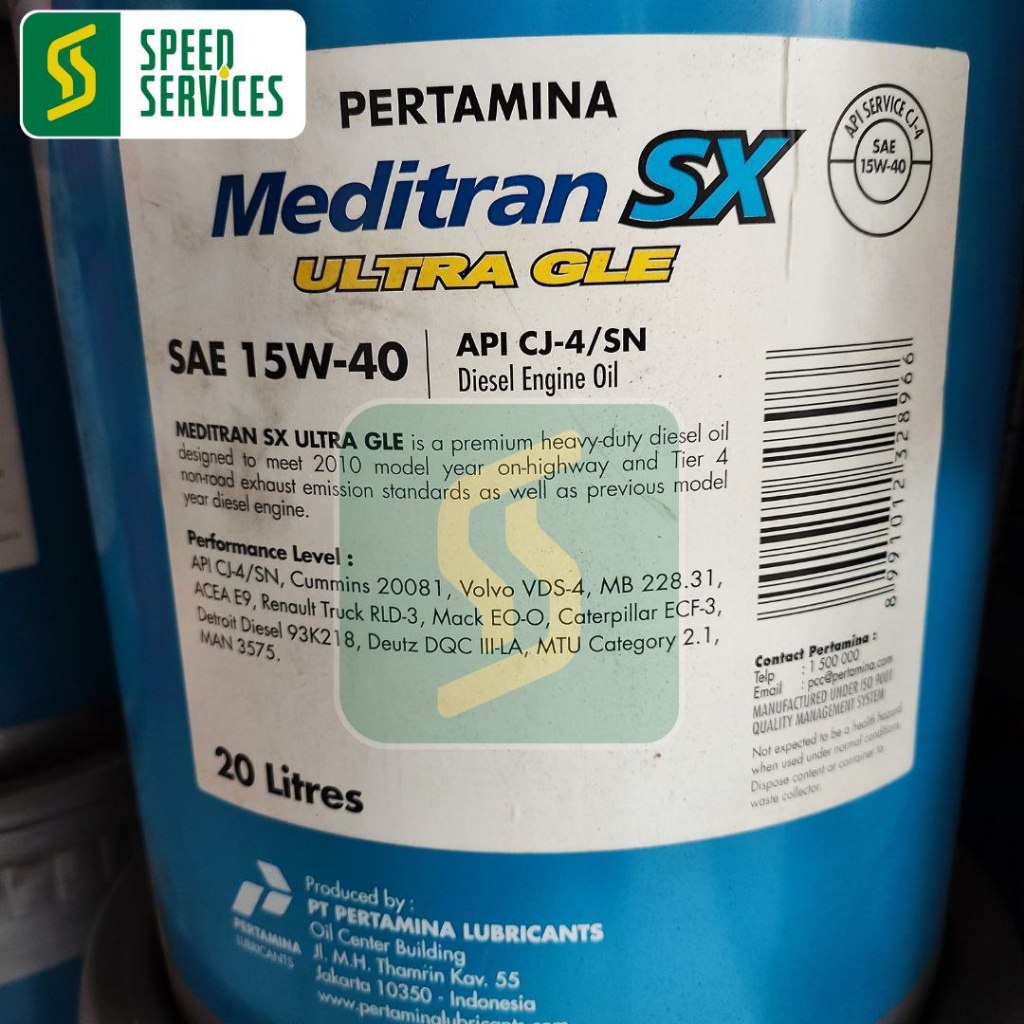 SPEED
SERVICES
PERTAMINA
Meditran SX
ULTRA GLE
API SERVICE CJ-4
SAE
15W-40
SAE 15W-40
API CJ-4/SN
Diesel Engine Oil
MEDITRAN SX ULTRA GLE is a premium heavy-duty diesel oil
designed to meet 2010 model year on-highway and Tier 4
non-road exhaust emission standards as well as previous model
year diesel engine.
Performance Level :
API CJ-4/SN, Cummins 20081, Volvo VDS-4, MB 228.31,
ACEA E9, Renault Truck RLD-3, Mack EO-O, Caterpillar ECF-3,
Detroit Diesel 93K218, Deutz DQC III-LA, MTU Category 2.1,
MAN 3575.
8991012328966
Contact Pertamina :
Telp : 1 500 000
Email : pcc@pertamina.com
MANUFACTURED UNDER ISO 9001
QUALITY MANAGEMENT SYSTEM
Not expected to be a health hazard
when used under normal conditions.
Dispose content or container to
waste collector.
20 Litres
PERTAMINA
LUBRICANTS
Produced by :
PT PERTAMINA LUBRICANTS
Oil Center Building
Jl. M.H. Thamrin Kav. 55
Jakarta 10350 - Indonesia
www.pertaminalubricants.com